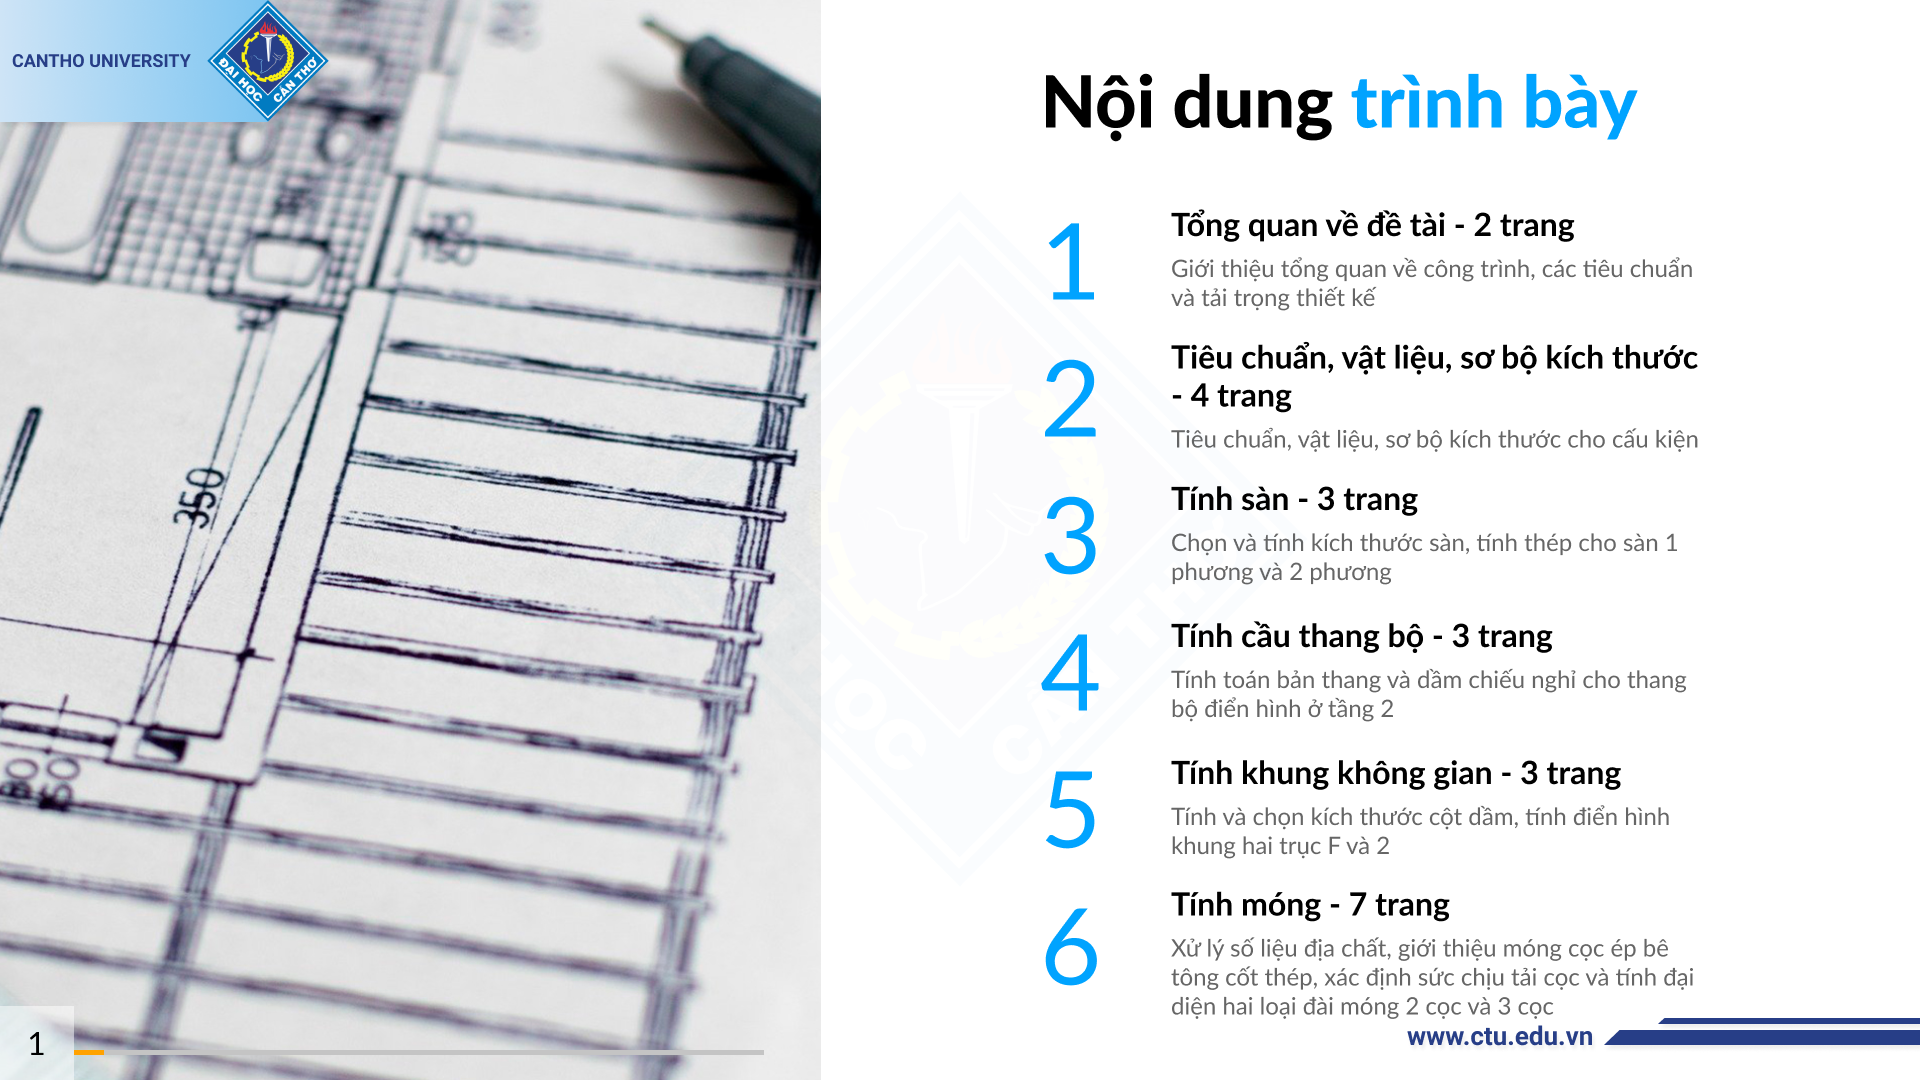 CANTHO UNIVERSITY
ĐẠI HỌC CẦN THƠ
Nội dung trình bày
1
Tổng quan về đề tài - 2 trang
Giới thiệu tổng quan về công trình, các tiêu chuẩn
và tải trọng thiết kế
2
Tiêu chuẩn, vật liệu, sơ bộ kích thước
- 4 trang
Tiêu chuẩn, vật liệu, sơ bộ kích thước cho cấu kiện
3
Tính sàn - 3 trang
Chọn và tính kích thước sàn, tính thép cho sàn 1
phương và 2 phương
4
Tính cầu thang bộ - 3 trang
Tính toán bản thang và dầm chiếu nghỉ cho thang
bộ điển hình ở tầng 2
5
Tính khung không gian - 3 trang
Tính và chọn kích thước cột dầm, tính điển hình
khung hai trục F và 2
6
Tính móng - 7 trang
Xử lý số liệu địa chất, giới thiệu móng cọc ép bê
tông cốt thép, xác định sức chịu tải cọc và tính đại
diện hai loại đài móng 2 cọc và 3 cọc
350
1
www.ctu.edu.vn